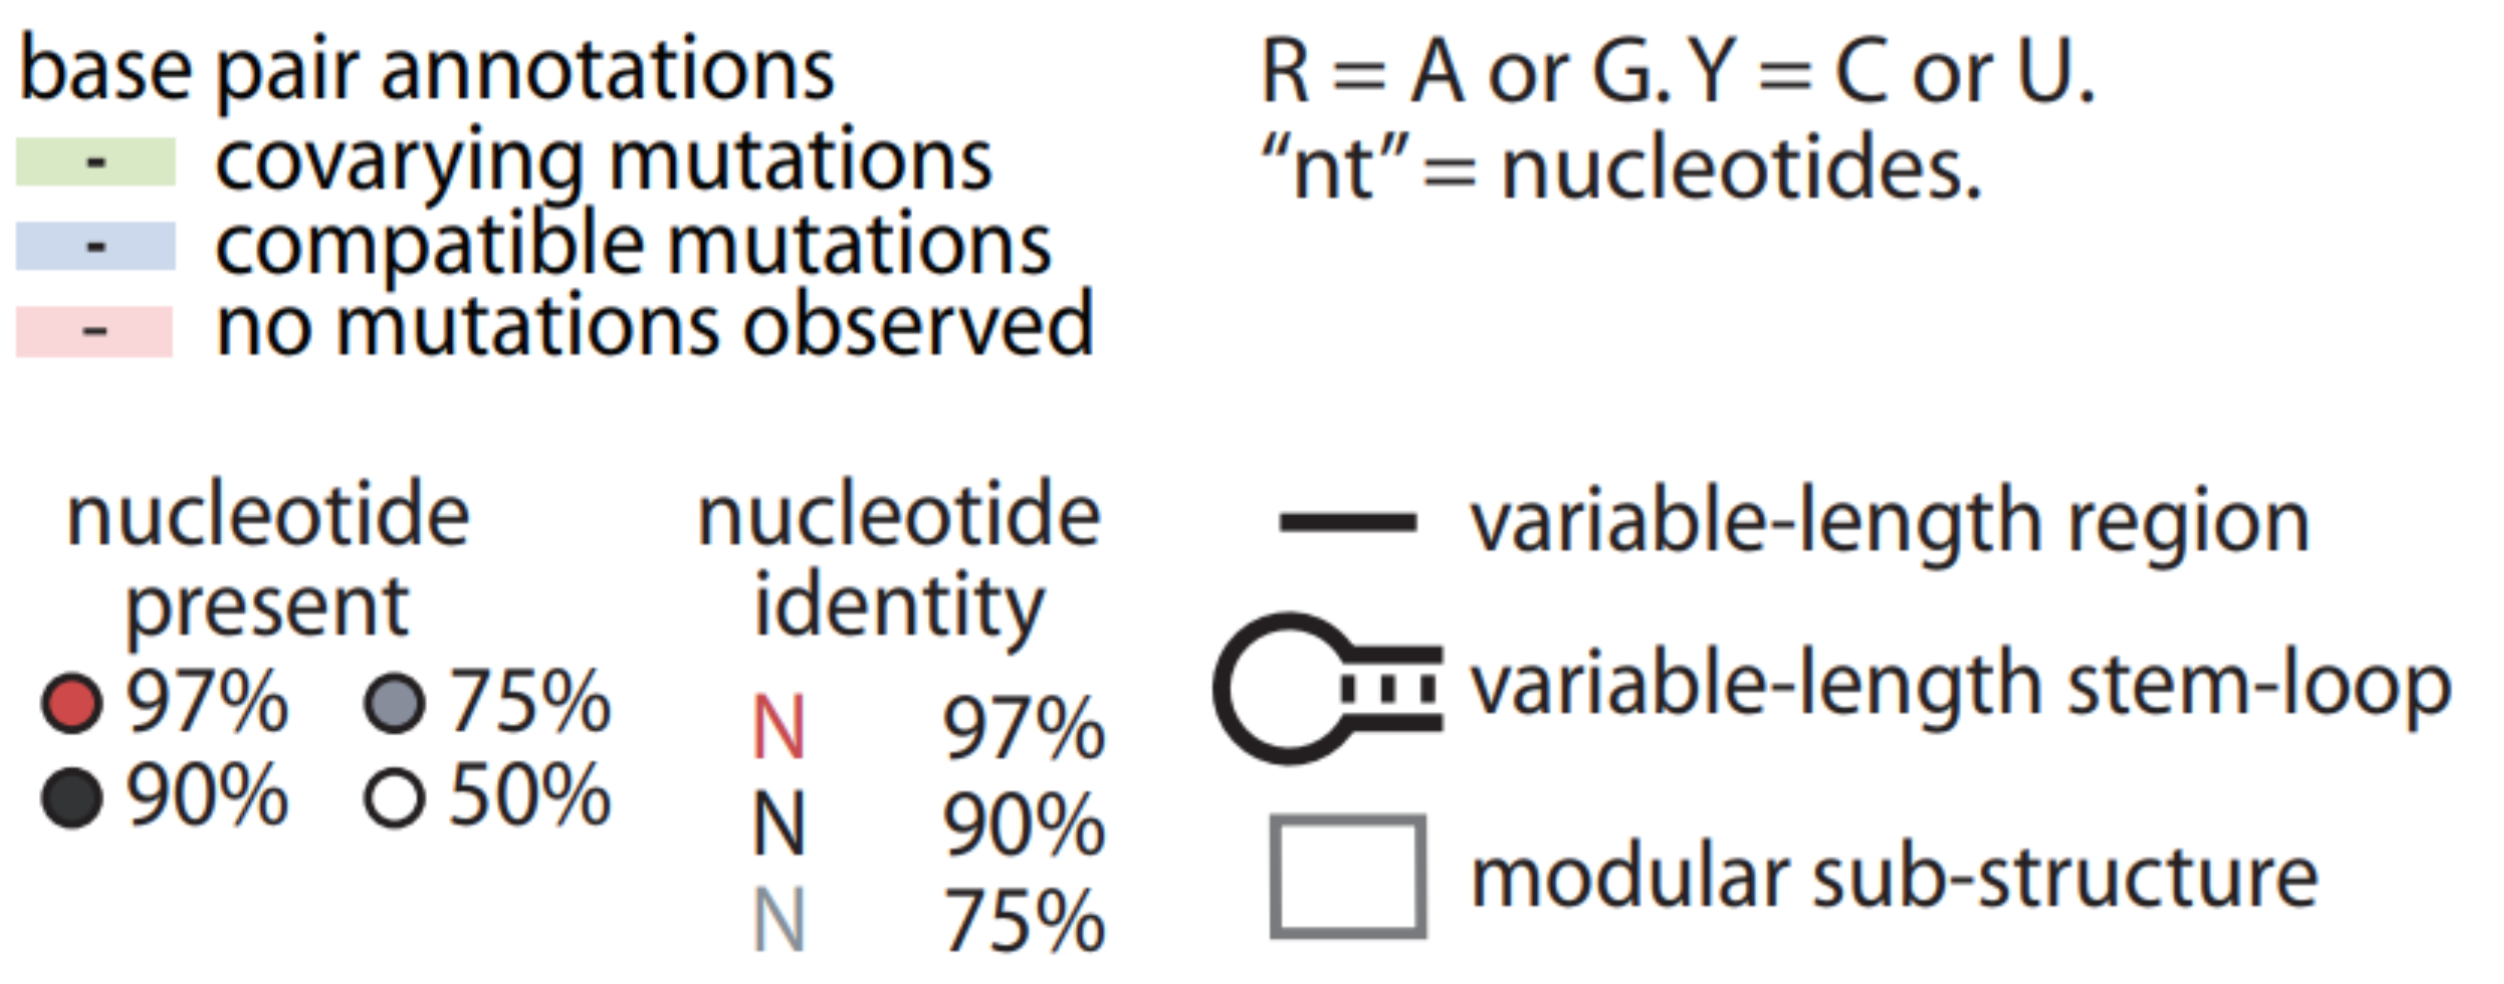 base pair annotations
- covarying mutations
- compatible mutations
- no mutations observed
R ≡ A or G. Y ≡ C or U.
“nt” = nucleotides.
nucleotide
present
97% 75%
90% 50%
nucleotide
identity
N 97%
N 90%
N 75%
variable-length region
variable-length stem-loop
modular sub-structure